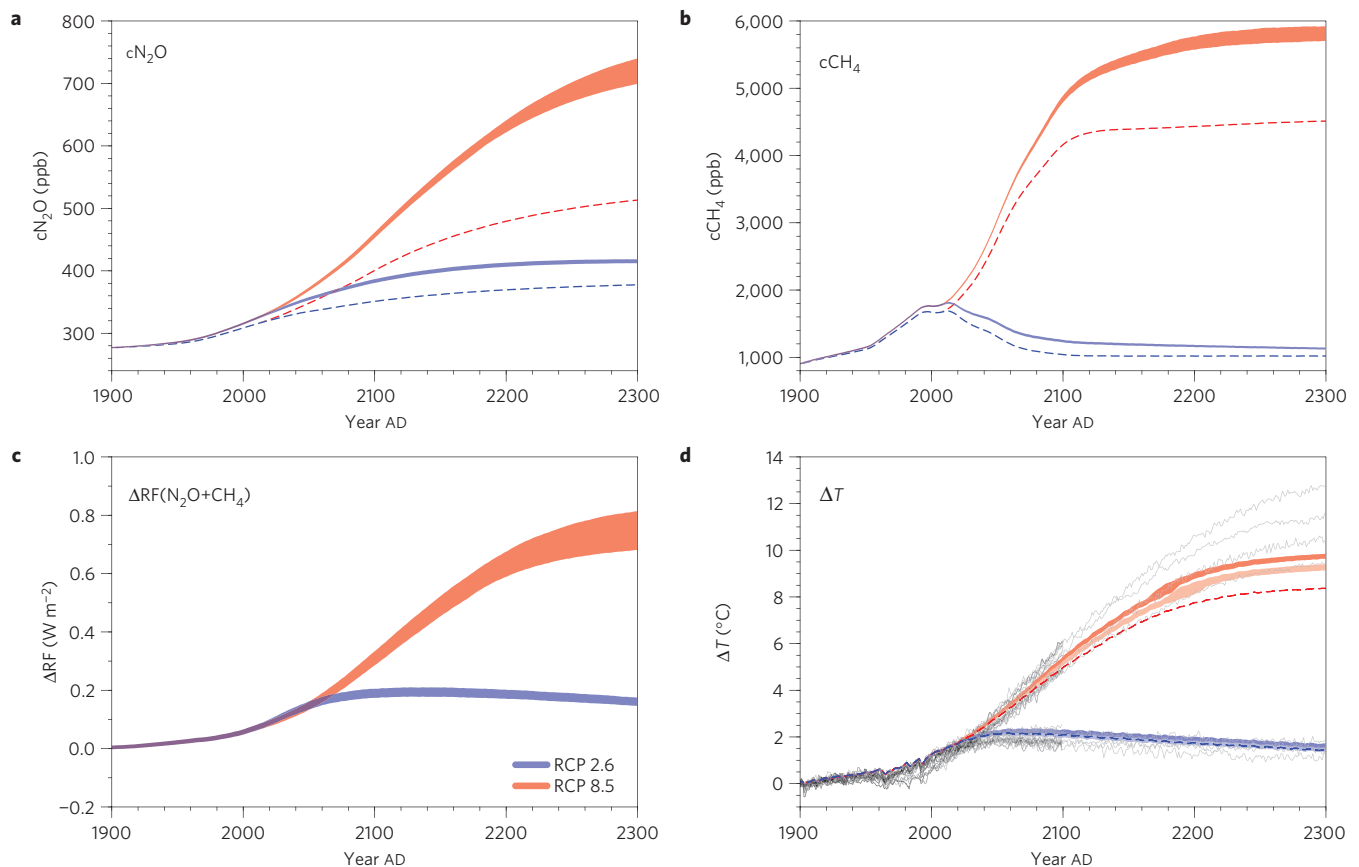 a
cN₂O
cN₂O (ppb)
800
700
600
500
400
300
1900
2000
2100
2200
2300
Year AD
b
cCH₄
cCH₄ (ppb)
6,000
5,000
4,000
3,000
2,000
1,000
1900
2000
2100
2200
2300
Year AD
c
ΔRF(N₂O+CH₄)
ΔRF (W m⁻²)
1.0
0.8
0.6
0.4
0.2
0.0
−0.2
RCP 2.6
RCP 8.5
1900
2000
2100
2200
2300
Year AD
d
ΔT
ΔT (°C)
14
12
10
8
6
4
2
0
1900
2000
2100
2200
2300
Year AD